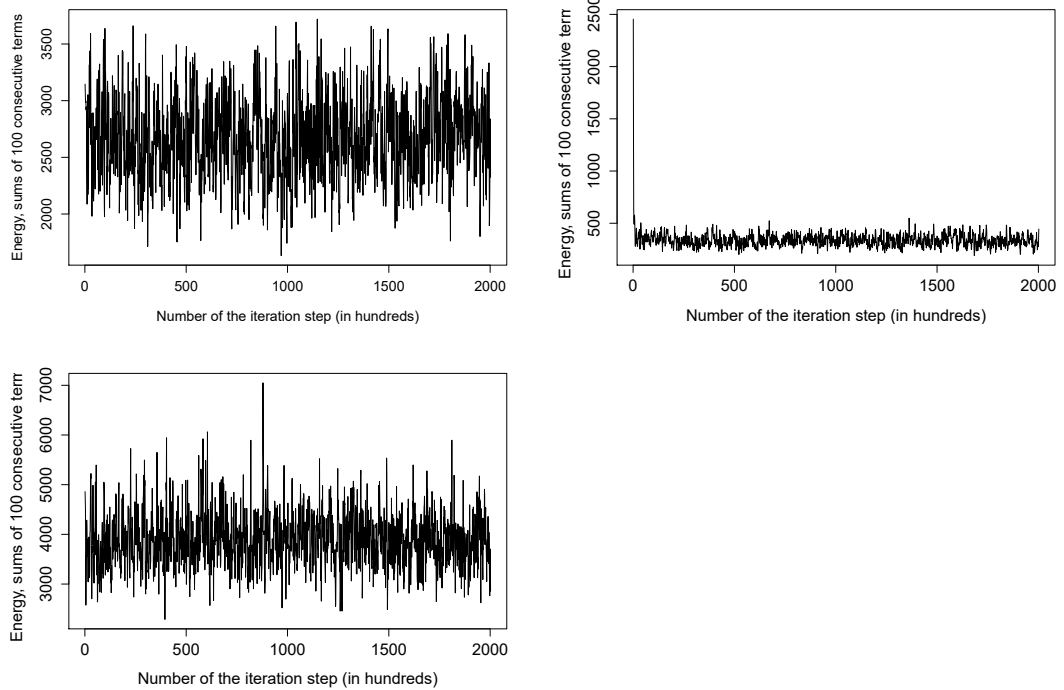 Energy, sums of 100 consecutive terms
3500
3000
2500
2000
0 500 1000 1500 2000
Number of the iteration step (in hundreds)
Energy, sums of 100 consecutive term
2500
2000
1500
1000
500
0 500 1000 1500 2000
Number of the iteration step (in hundreds)
Energy, sums of 100 consecutive term
7000
6000
5000
4000
3000
0 500 1000 1500 2000
Number of the iteration step (in hundreds)